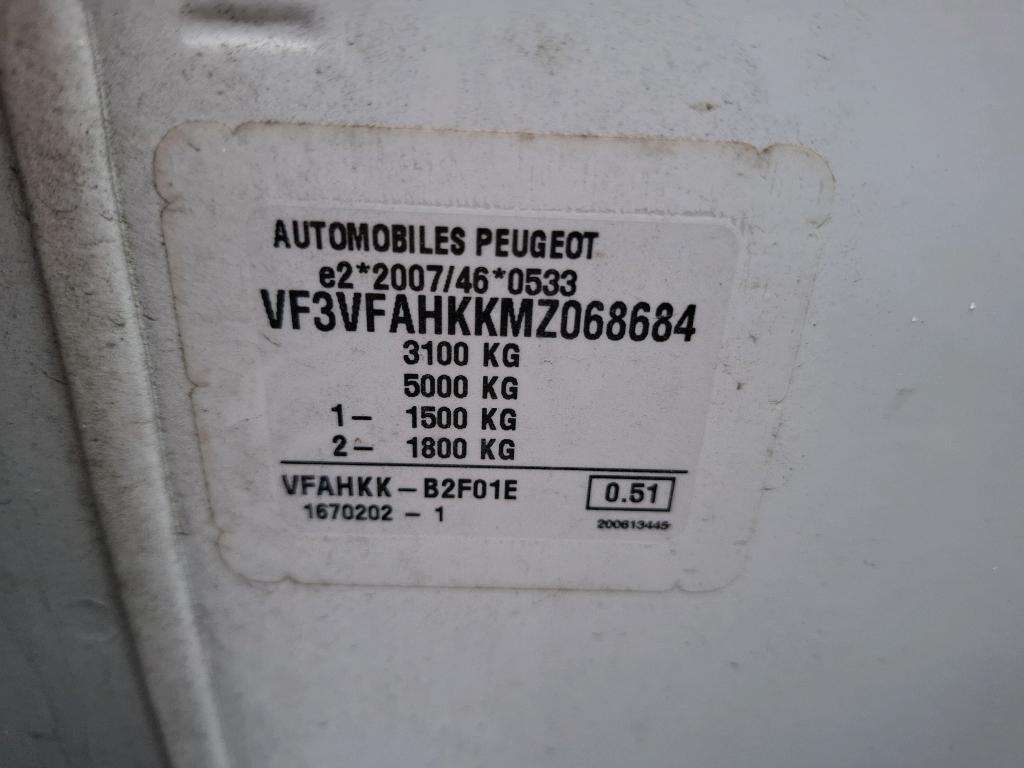 AUTOMOBILES PEUGEOT
e2*2007/46*0533
VF3VFAHKKMZ068684
3100 KG
5000 KG
1- 1500 KG
2- 1800 KG
VFAHKK-B2F01E 0.51
1670202 - 1 200613445